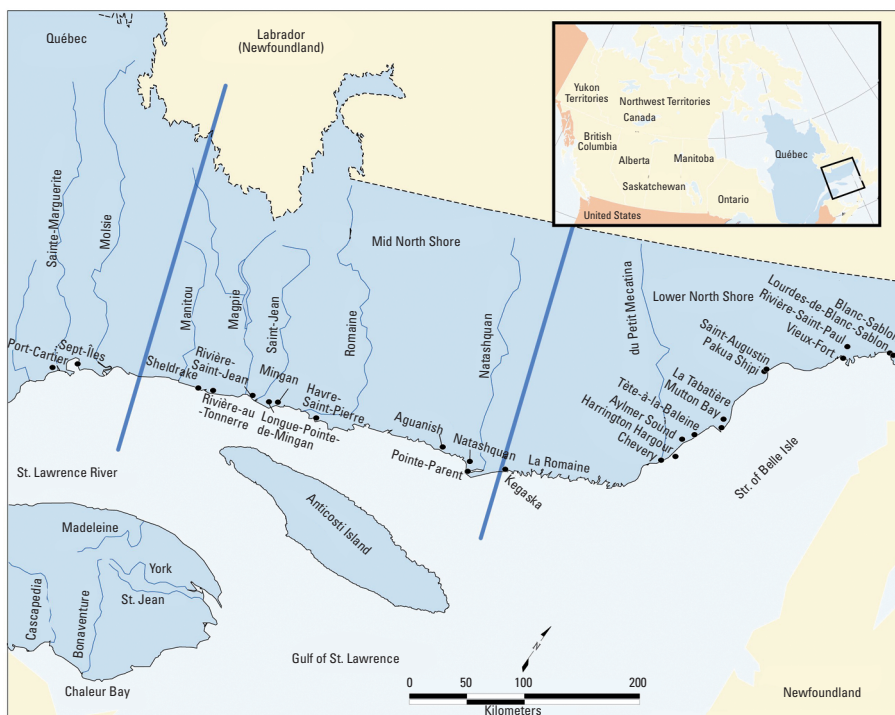 Québec
Labrador
(Newfoundland)
Yukon
Territories
Northwest Territories
Canada
British
Columbia
Alberta
Manitoba
Saskatchewan
Ontario
Québec
United States
Sainte-Marguerite
Molsie
Manitou
Magpie
Saint-Jean
Romaine
Mid North Shore
Natashquan
du Petit Mecatina
Lower North Shore
Port-Cartier
Sept-Îles
Sheldrake
Rivière-
Saint-Jean
Rivière-au
-Tonnerre
Mingan
Longue-Pointe-
de-Mingan
Havre-
Saint-Pierre
Aguanish
Natashquan
Pointe-Parent
Kegaska
La Romaine
Chevery
Harrington Hargour
Aylmer Sound
Tête-à-la-Baleine
Mutton Bay
La Tabatière
Pakua Shipi
Saint-Augustin
Vieux-Fort
Rivière-Saint-Paul
Lourdes-de-Blanc-Sablon
Blanc-Sablon
St. Lawrence River
Anticosti Island
Str. of Belle Isle
Madeleine
York
St. Jean
Cascapedia
Bonaventure
Chaleur Bay
Gulf of St. Lawrence
N
0 50 100 200
Kilometers
Newfoundland